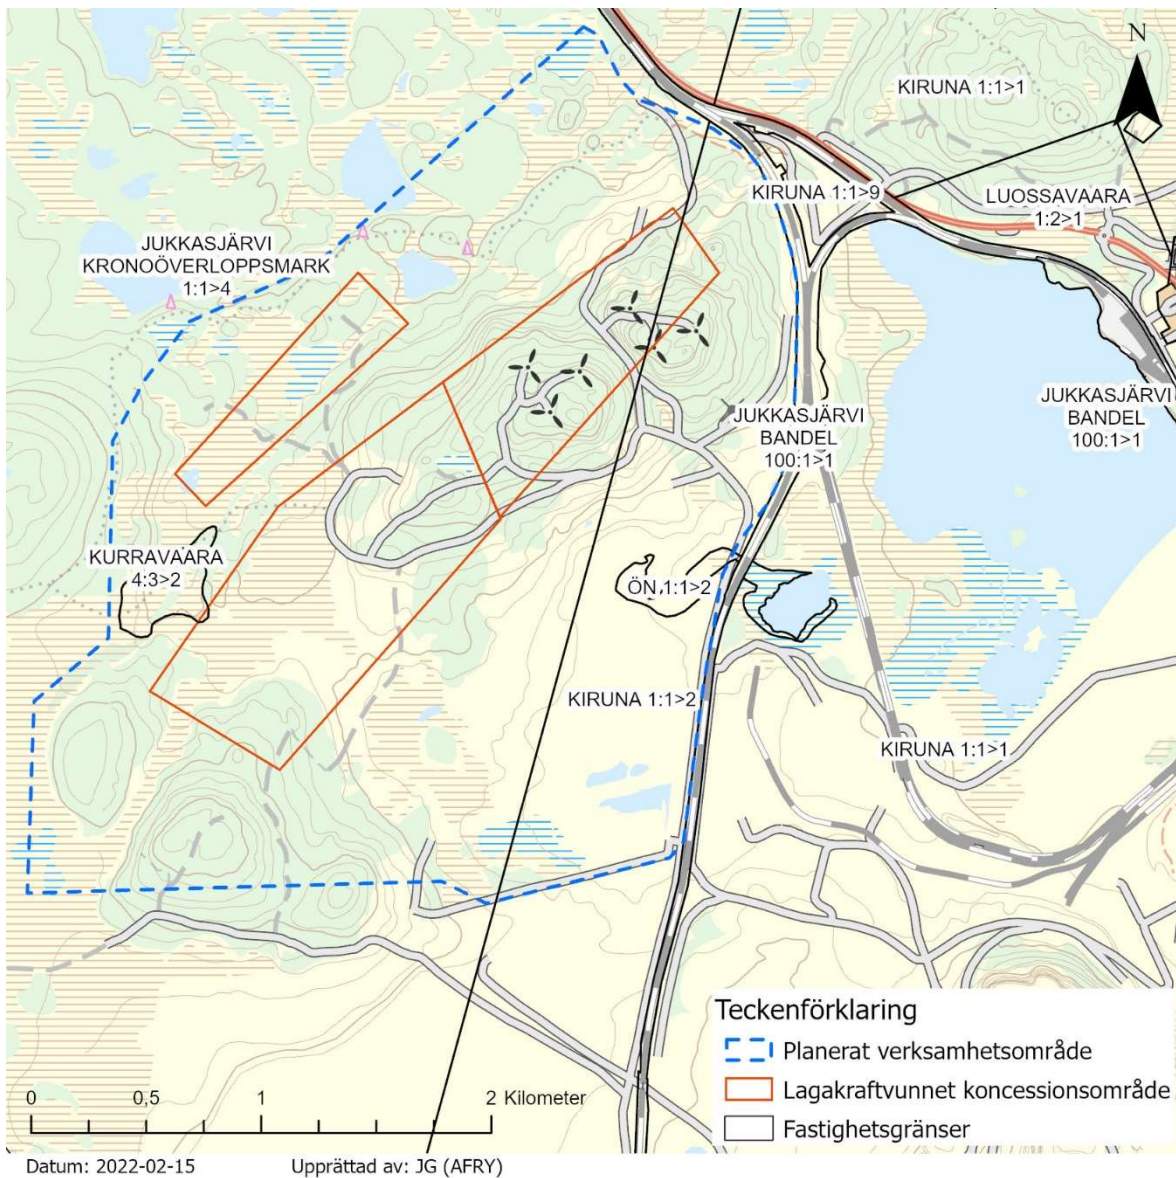 N
KIRUNA 1:1>1
KIRUNA 1:1>9
LUOSSAVAARA
1:2>1
JUKKASJÄRVI
KRONOÖVERLOPPSMARK
1:1>4
JUKKASJÄRVI
BANDEL
100:1>1
JUKKASJÄRVI
BANDEL
100:1>1
KURRAVAARA
4:3>2
ÖN 1:1>2
KIRUNA 1:1>2
KIRUNA 1:1>1
Teckenförklaring
Planerat verksamhetsområde
Lagakraftvunnet koncessionsområde
Fastighetsgränser
0 0,5 1 2 Kilometer
Datum: 2022-02-15 Upprättad av: JG (AFRY)